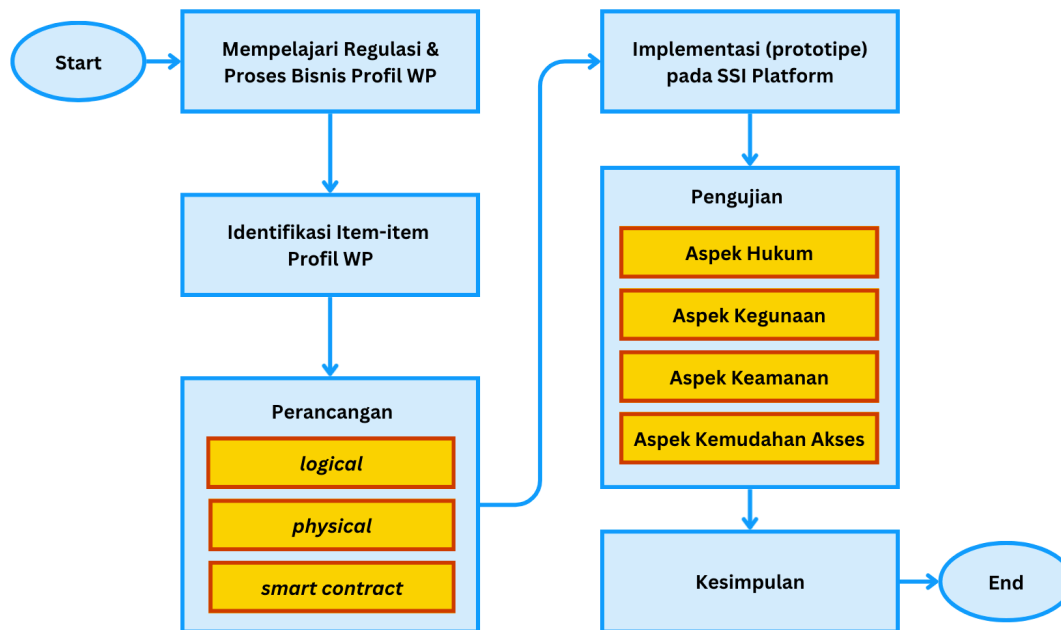 Start
Mempelajari Regulasi &
Proses Bisnis Profil WP
Identifikasi Item-item
Profil WP
Perancangan
logical
physical
smart contract
Implementasi (prototipe)
pada SSI Platform
Pengujian
Aspek Hukum
Aspek Kegunaan
Aspek Keamanan
Aspek Kemudahan Akses
Kesimpulan
End